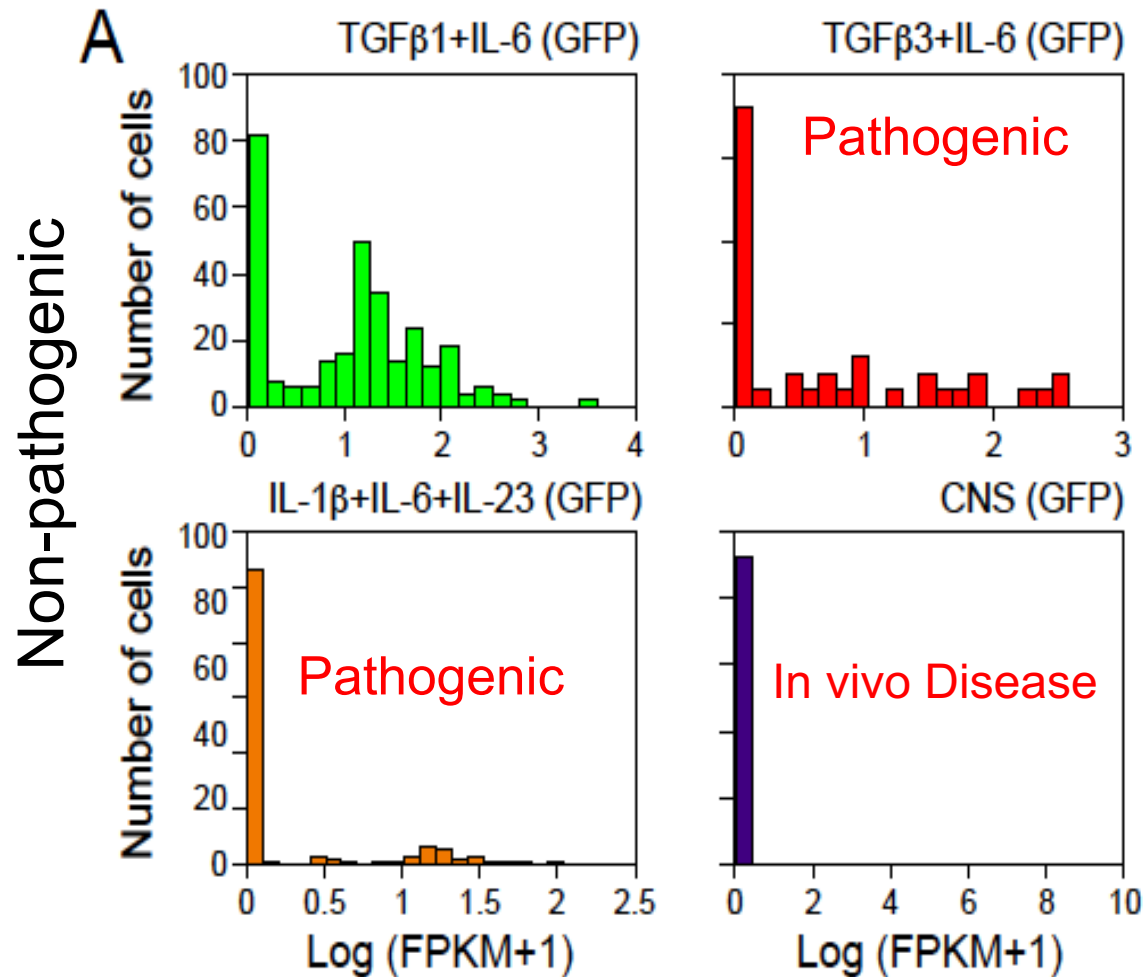 A
TGFβ1+IL-6 (GFP)
TGFβ3+IL-6 (GFP)
Non-pathogenic
Number of cells
100
80
60
40
20
0
0 1 2 3 4
Pathogenic
0 1 2 3
IL-1β+IL-6+IL-23 (GFP)
CNS (GFP)
Number of cells
100
80
60
40
20
0
Pathogenic
In vivo Disease
0 0.5 1 1.5 2 2.5
0 2 4 6 8 10
Log (FPKM+1)
Log (FPKM+1)